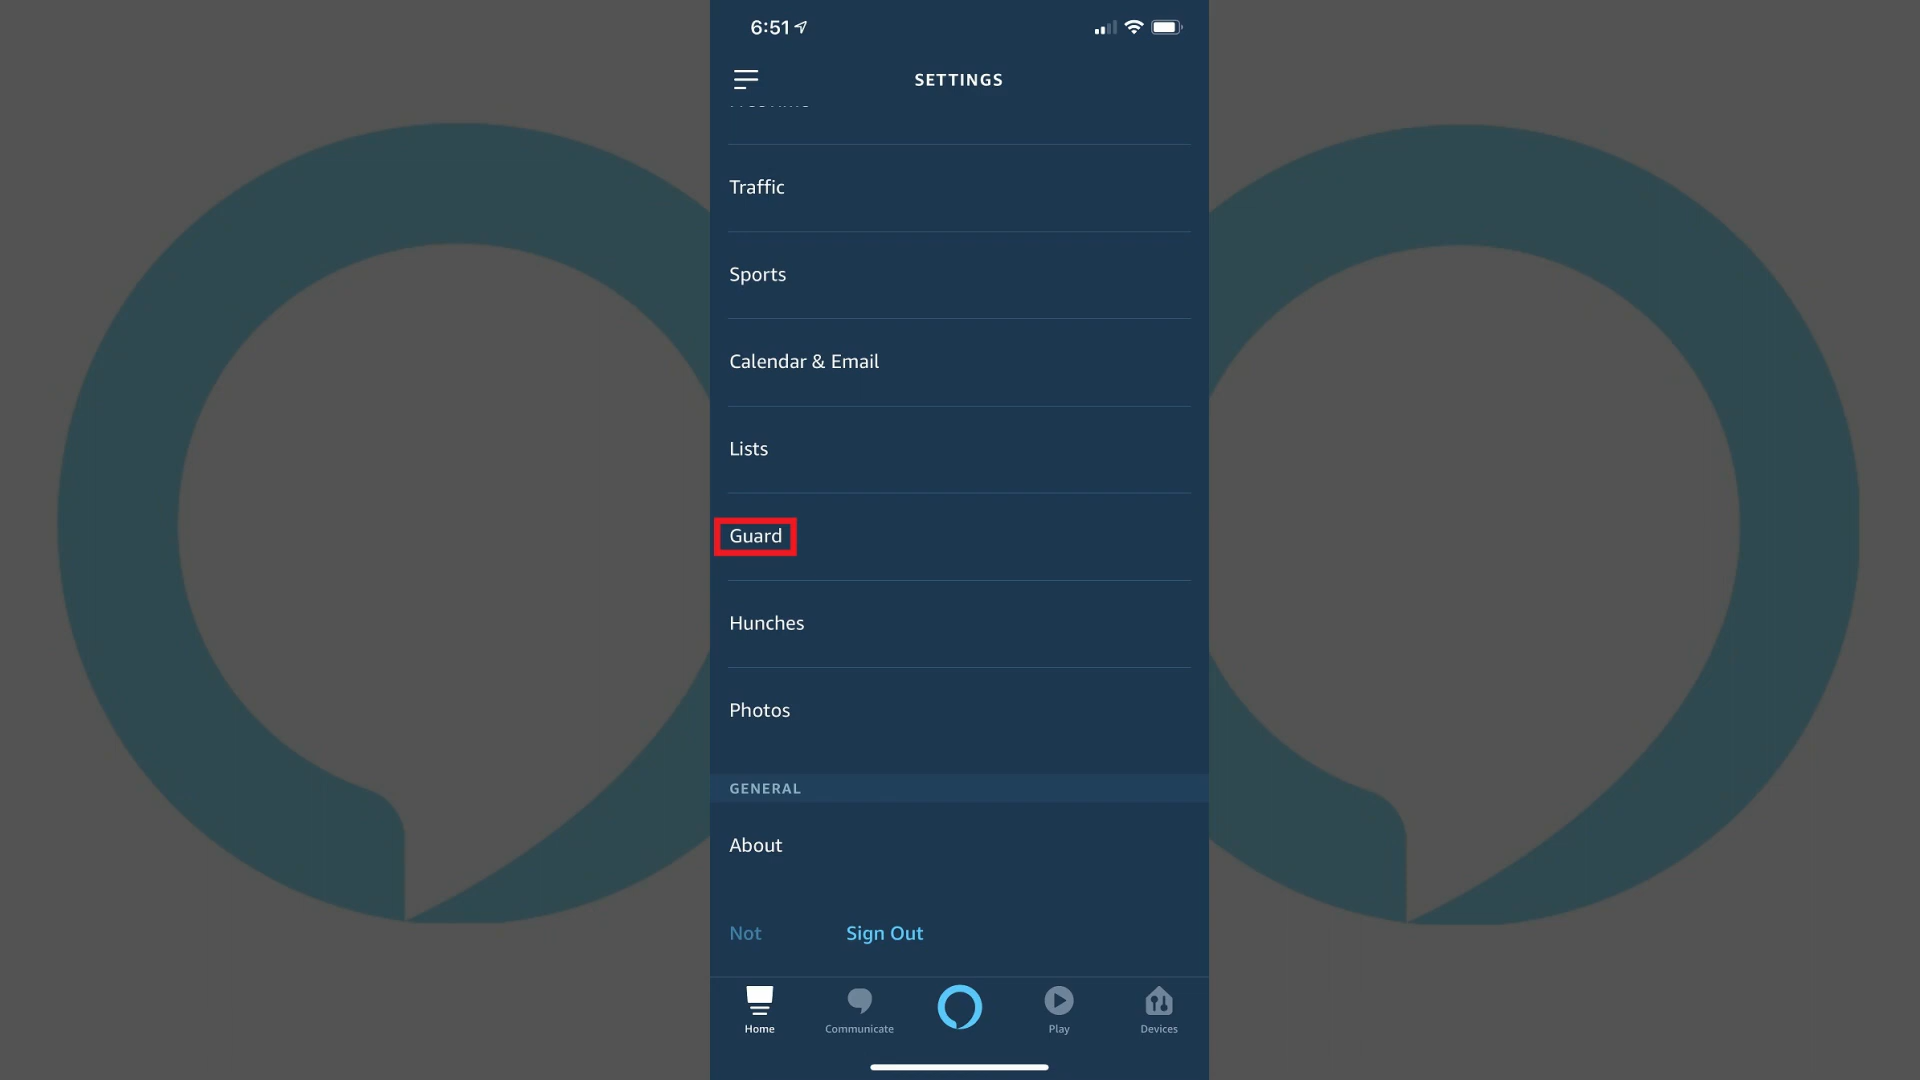 6:51
SETTINGS
Traffic
Sports
Calendar & Email
Lists
Guard
Hunches
Photos
GENERAL
About
Not Sign Out
Home Communicate Play Devices